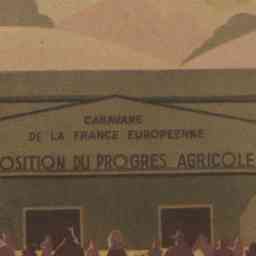 CARAVANE
DE LA FRANCE EUROPEENNE
POSITION DU PROGRES AGRICOLE